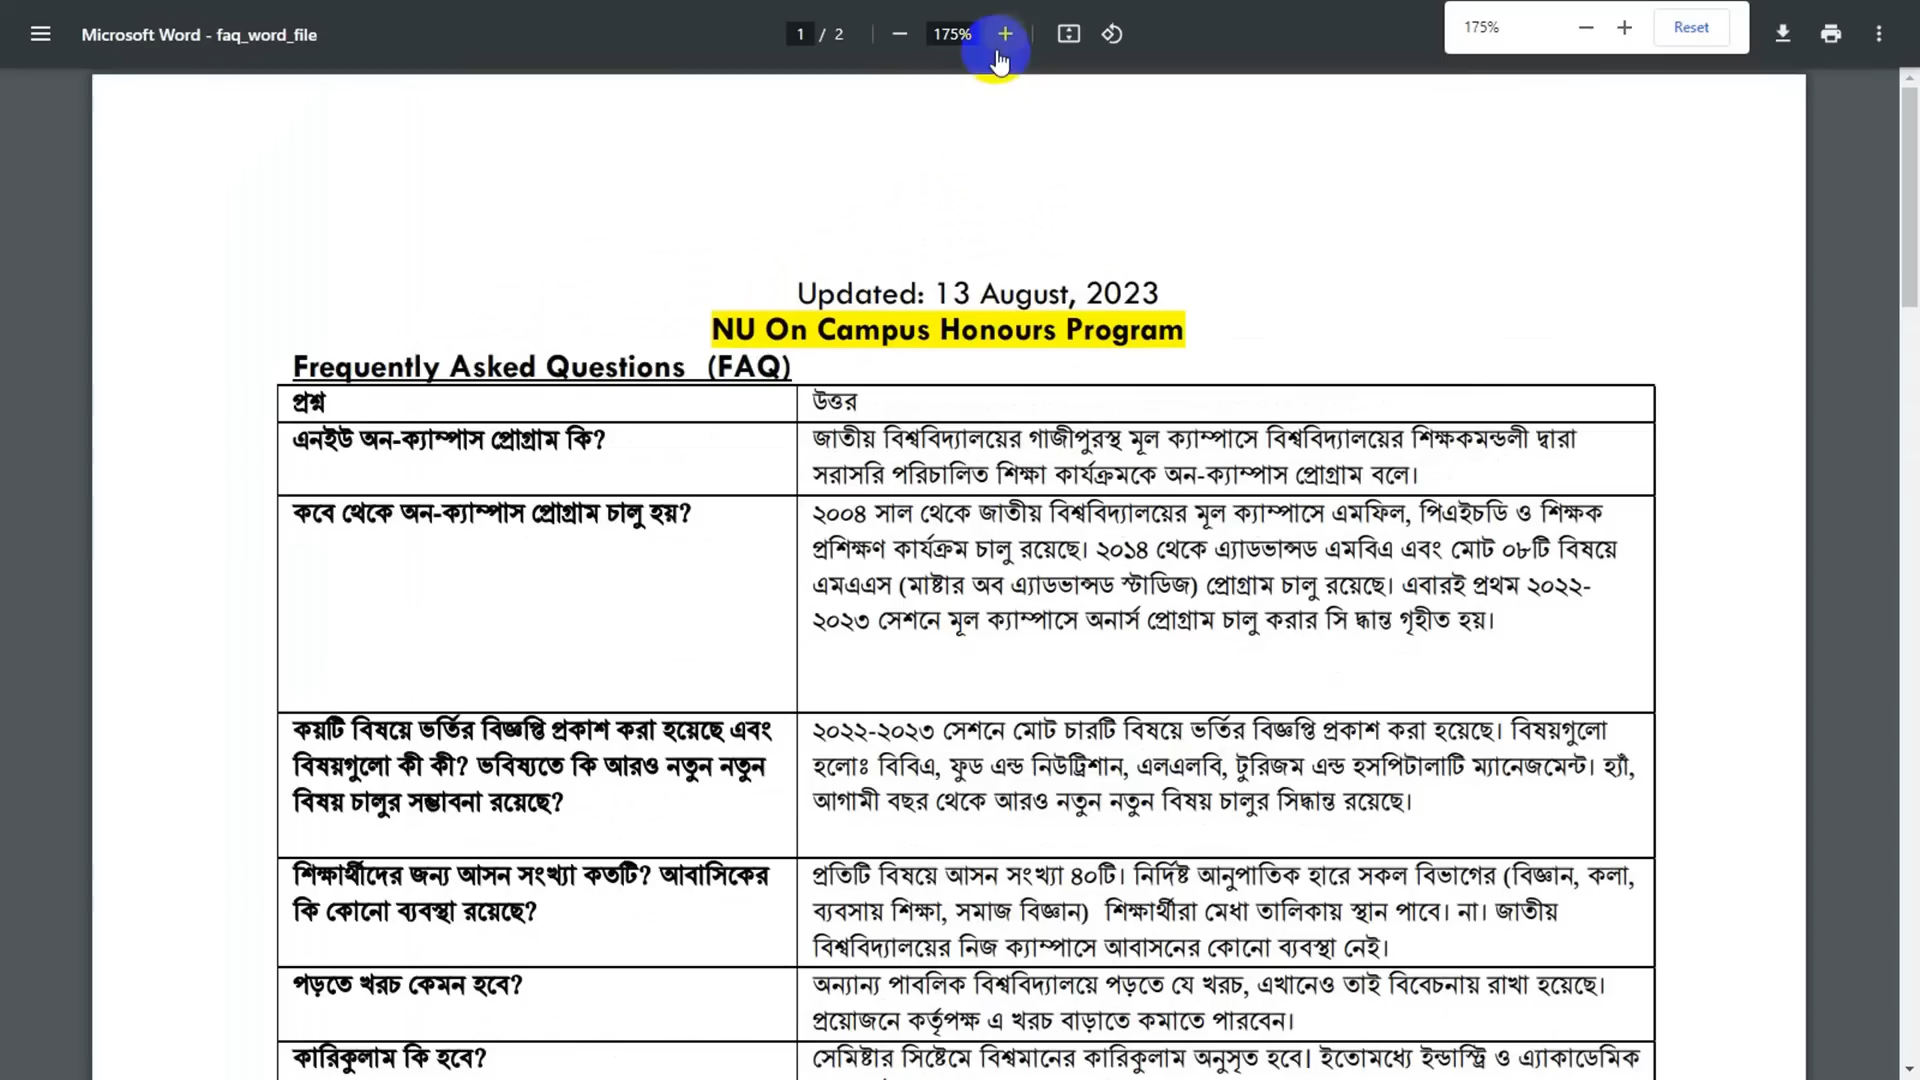 Microsoft Word - faq_word_file
1 / 2
175%
175%
Reset
Updated: 13 August, 2023
NU On Campus Honours Program
Frequently Asked Questions (FAQ)
প্রশ্ন
উত্তর
এনইউ অন-ক্যাম্পাস প্রোগ্রাম কি?
জাতীয় বিশ্ববিদ্যালয়ের গাজীপুরস্থ মূল ক্যাম্পাসে বিশ্ববিদ্যালয়ের শিক্ষকমন্ডলী দ্বারা
সরাসরি পরিচালিত শিক্ষা কার্যক্রমকে অন-ক্যাম্পাস প্রোগ্রাম বলে।
কবে থেকে অন-ক্যাম্পাস প্রোগ্রাম চালু হয়?
২০০৪ সাল থেকে জাতীয় বিশ্ববিদ্যালয়ের মূল ক্যাম্পাসে এমফিল, পিএইচডি ও শিক্ষক
প্রশিক্ষণ কার্যক্রম চালু রয়েছে। ২০১৪ থেকে এ্যাডভান্সড এমবিএ এবং মোট ০৮টি বিষয়ে
এমএএস (মাষ্টার অব এ্যাডভান্সড স্টাডিজ) প্রোগ্রাম চালু রয়েছে। এবারই প্রথম ২০২২-
২০২৩ সেশনে মূল ক্যাম্পাসে অনার্স প্রোগ্রাম চালু করার সি দ্ধান্ত গৃহীত হয়।
কয়টি বিষয়ে ভর্তির বিজ্ঞপ্তি প্রকাশ করা হয়েছে এবং
বিষয়গুলো কী কী? ভবিষ্যতে কি আরও নতুন নতুন
বিষয় চালুর সম্ভাবনা রয়েছে?
২০২২-২০২৩ সেশনে মোট চারটি বিষয়ে ভর্তির বিজ্ঞপ্তি প্রকাশ করা হয়েছে। বিষয়গুলো
হলোঃ বিবিএ, ফুড এন্ড নিউট্রিশান, এলএলবি, টুরিজম এন্ড হসপিটালাটি ম্যানেজমেন্ট। হ্যাঁ,
আগামী বছর থেকে আরও নতুন নতুন বিষয় চালুর সিদ্ধান্ত রয়েছে।
শিক্ষার্থীদের জন্য আসন সংখ্যা কতটি? আবাসিকের
কি কোনো ব্যবস্থা রয়েছে?
প্রতিটি বিষয়ে আসন সংখ্যা ৪০টি। নির্দিষ্ট আনুপাতিক হারে সকল বিভাগের (বিজ্ঞান, কলা,
ব্যবসায় শিক্ষা, সমাজ বিজ্ঞান) শিক্ষার্থীরা মেধা তালিকায় স্থান পাবে। না। জাতীয়
বিশ্ববিদ্যালয়ের নিজ ক্যাম্পাসে আবাসনের কোনো ব্যবস্থা নেই।
পড়তে খরচ কেমন হবে?
অন্যান্য পাবলিক বিশ্ববিদ্যালয়ে পড়তে যে খরচ, এখানেও তাই বিবেচনায় রাখা হয়েছে।
প্রয়োজনে কর্তৃপক্ষ এ খরচ বাড়াতে কমাতে পারবেন।
কারিকুলাম কি হবে?
সেমিষ্টার সিষ্টেমে বিশ্বমানের কারিকুলাম অনুসৃত হবে। ইতোমধ্যে ইন্ডাস্ট্রি ও এ্যাকাডেমিক